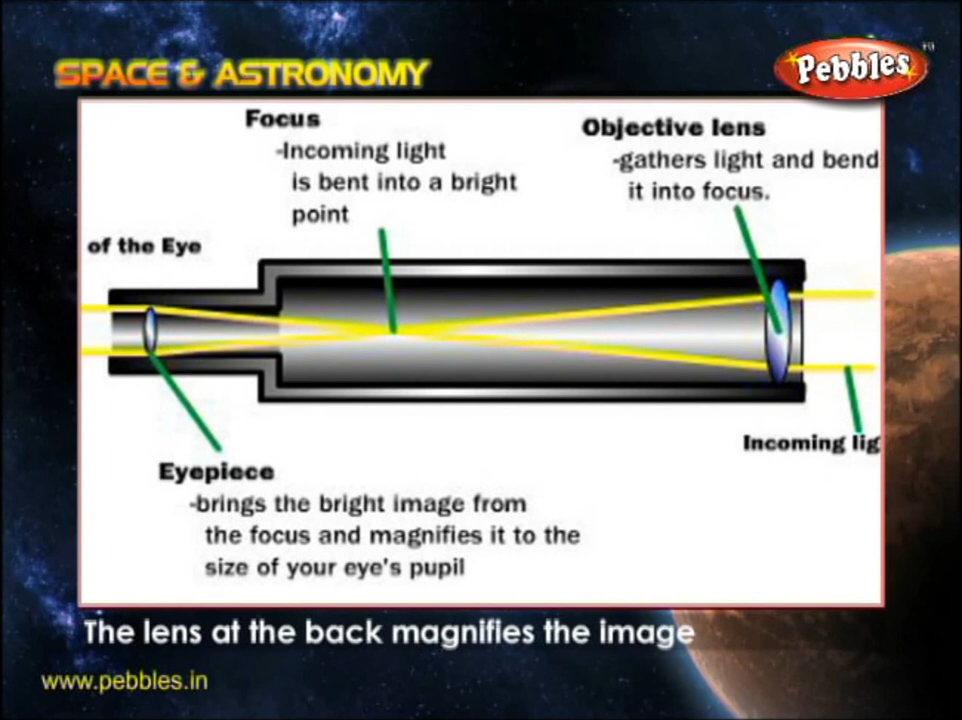 SPACE & ASTRONOMY
Pebbles
Focus
-Incoming light
is bent into a bright
point
Objective lens
-gathers light and bend
it into focus.
of the Eye
Incoming lig
Eyepiece
-brings the bright image from
the focus and magnifies it to the
size of your eye's pupil
The lens at the back magnifies the image
www.pebbles.in